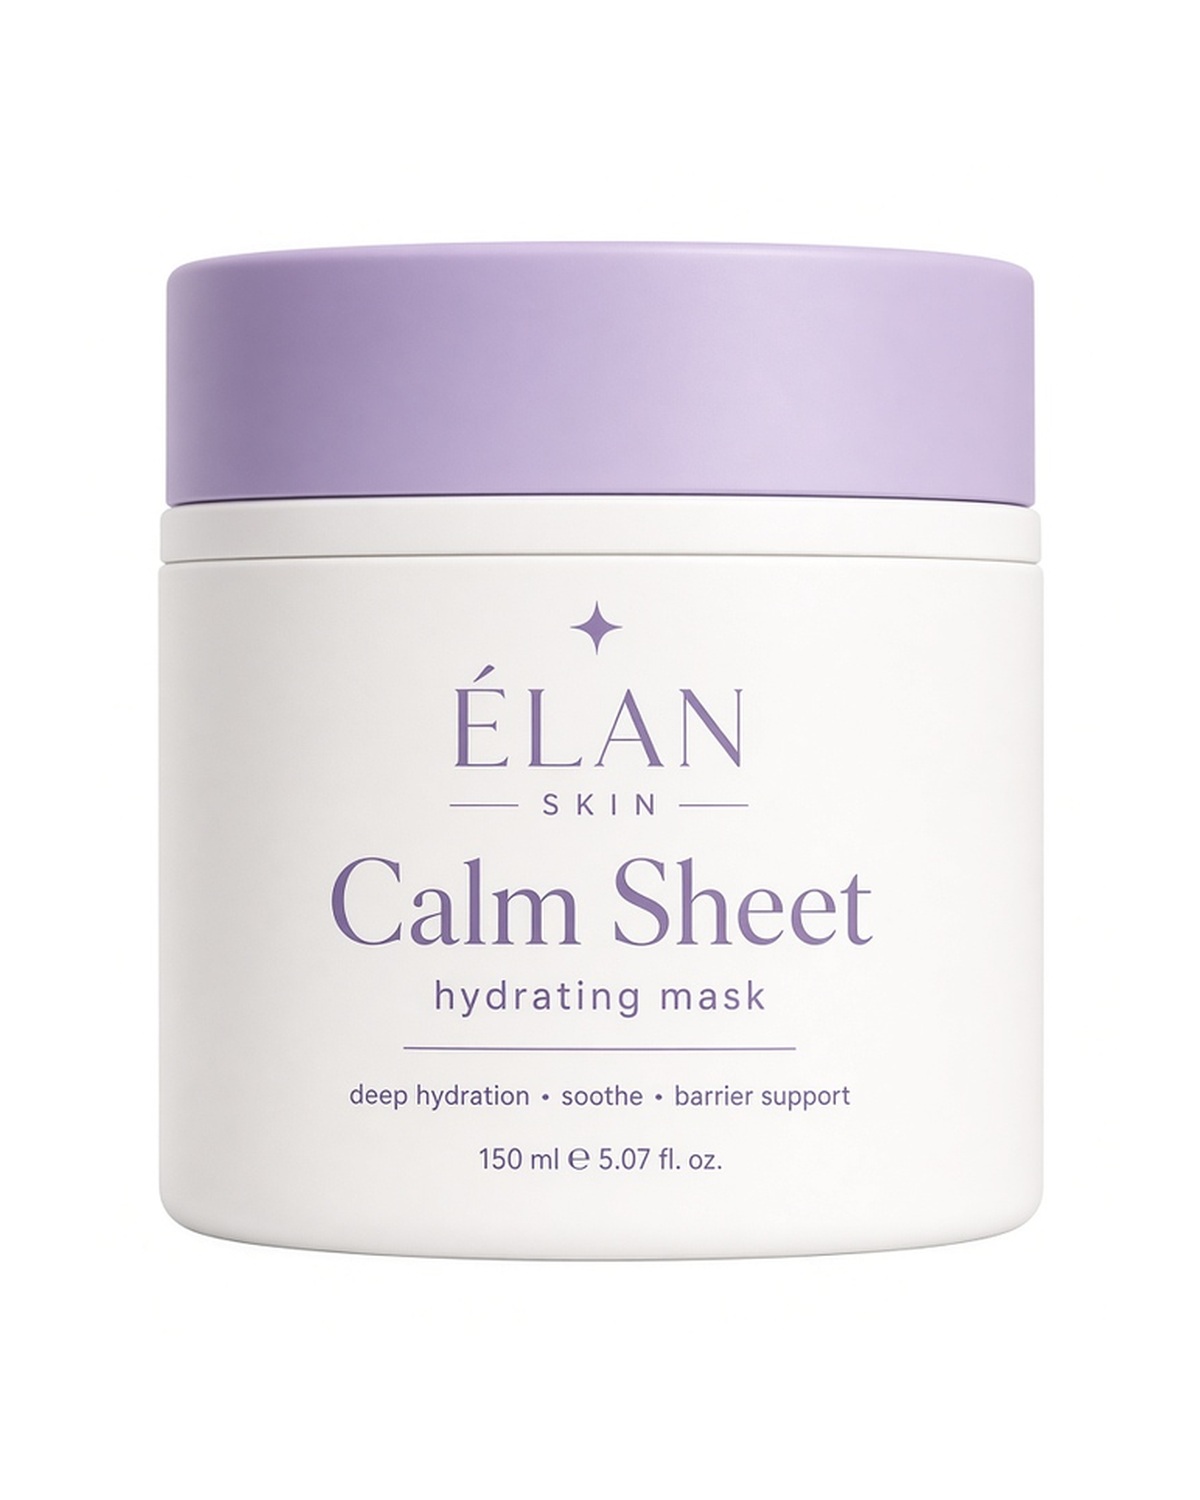 ÉLAN
SKIN
Calm Sheet
hydrating mask
deep hydration • soothe • barrier support
150 ml ℮ 5.07 fl. oz.